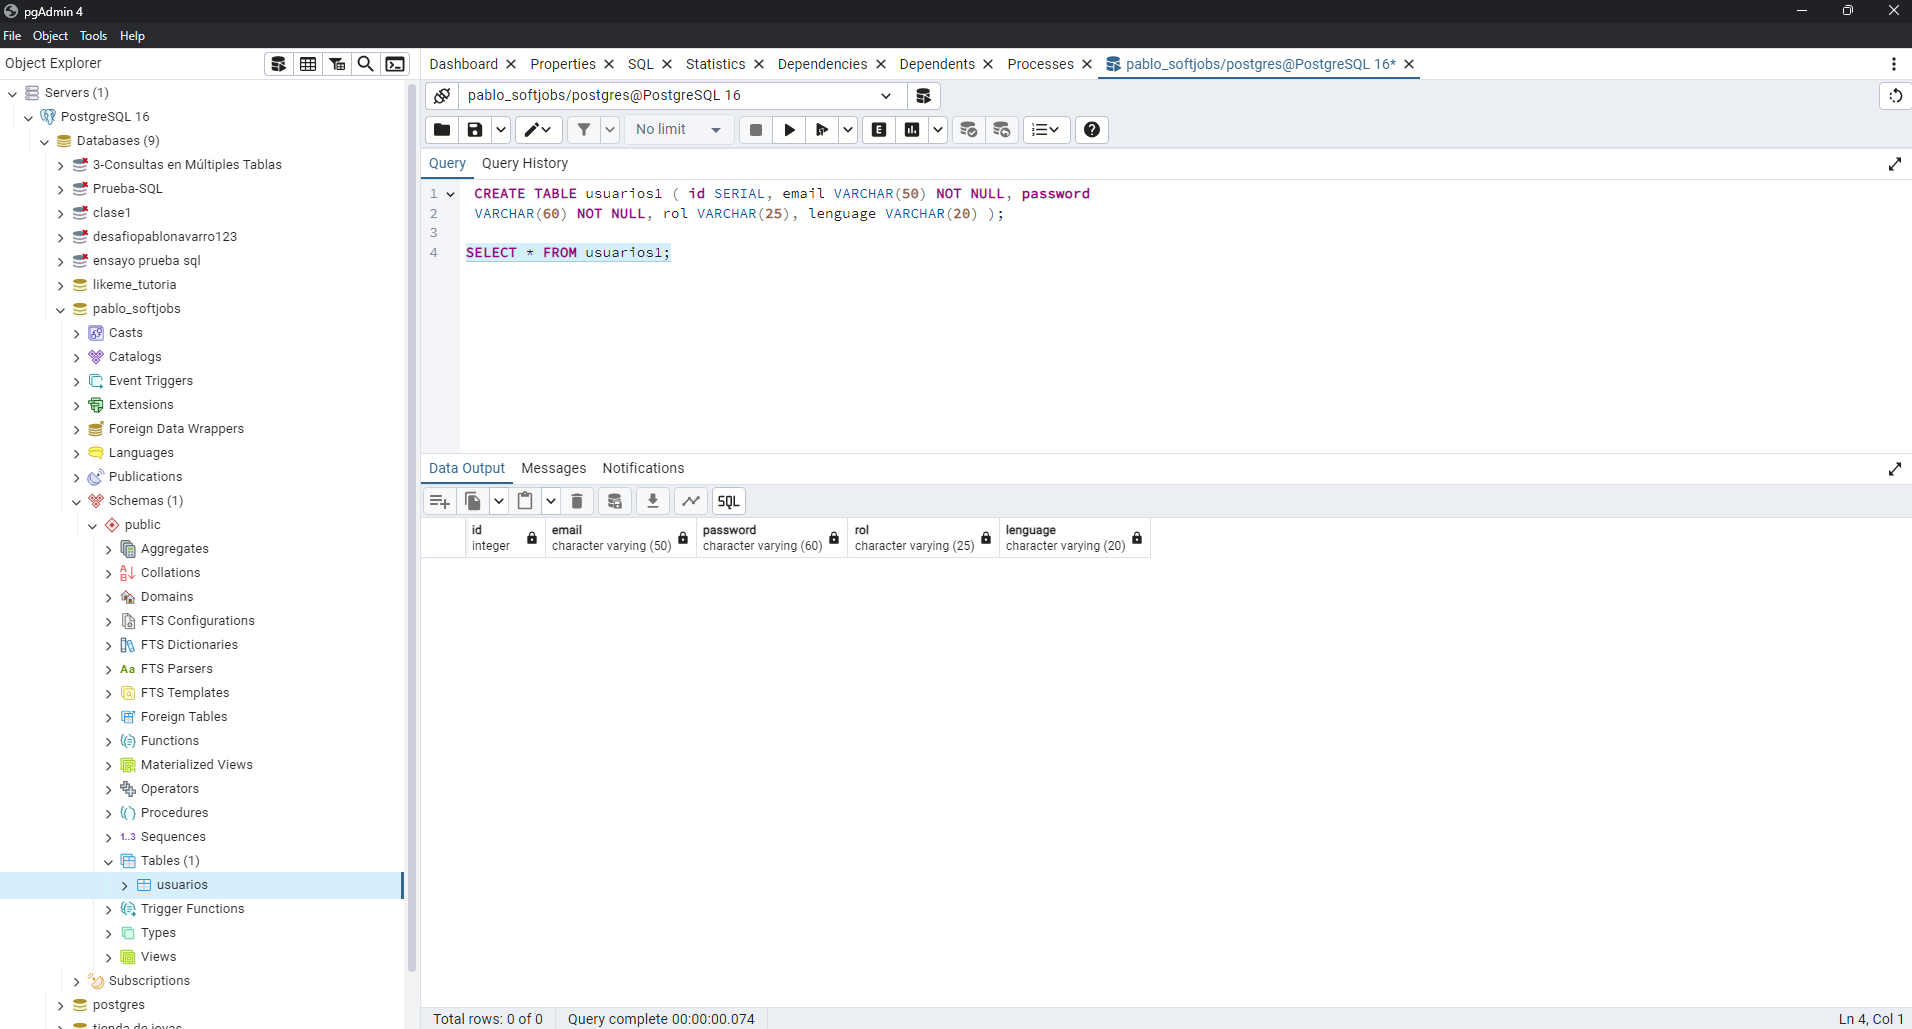 pgAdmin 4
File Object Tools Help
Object Explorer
Servers (1)
PostgreSQL 16
Databases (9)
3-Consultas en Múltiples Tablas
Prueba-SQL
clase1
desafiopablonavarro123
ensayo prueba sql
likeme_tutoria
pablo_softjobs
Casts
Catalogs
Event Triggers
Extensions
Foreign Data Wrappers
Languages
Publications
Schemas (1)
public
Aggregates
Collations
Domains
FTS Configurations
FTS Dictionaries
Aa FTS Parsers
FTS Templates
Foreign Tables
Functions
Materialized Views
Operators
Procedures
1..3 Sequences
Tables (1)
usuarios
Trigger Functions
Types
Views
Subscriptions
postgres
tienda de joyas
Dashboard Properties SQL Statistics Dependencies Dependents Processes pablo_softjobs/postgres@PostgreSQL 16*
pablo_softjobs/postgres@PostgreSQL 16
No limit E
Query Query History
1 CREATE TABLE usuarios1 ( id SERIAL, email VARCHAR(50) NOT NULL, password
2 VARCHAR(60) NOT NULL, rol VARCHAR(25), lenguage VARCHAR(20) );
3
4 SELECT * FROM usuarios1;
Data Output Messages Notifications
SQL
id email password rol lenguage
integer character varying (50) character varying (60) character varying (25) character varying (20)
Total rows: 0 of 0 Query complete 00:00:00.074 Ln 4, Col 1